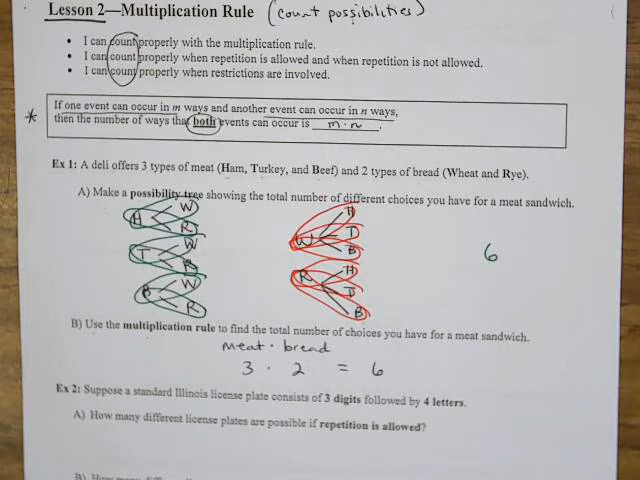 Lesson 2—Multiplication Rule (count possibilities)
• I can count properly with the multiplication rule.
• I can count properly when repetition is allowed and when repetition is not allowed.
• I can count properly when restrictions are involved.
* If one event can occur in m ways and another event can occur in n ways,
then the number of ways that both events can occur is m · n.
Ex 1: A deli offers 3 types of meat (Ham, Turkey, and Beef) and 2 types of bread (Wheat and Rye).
A) Make a possibility tree showing the total number of different choices you have for a meat sandwich.
H W R
T W R
B W R
W H T B
R H T B
6
B) Use the multiplication rule to find the total number of choices you have for a meat sandwich.
meat · bread
3 · 2 = 6
Ex 2: Suppose a standard Illinois license plate consists of 3 digits followed by 4 letters.
A) How many different license plates are possible if repetition is allowed?
B) How many